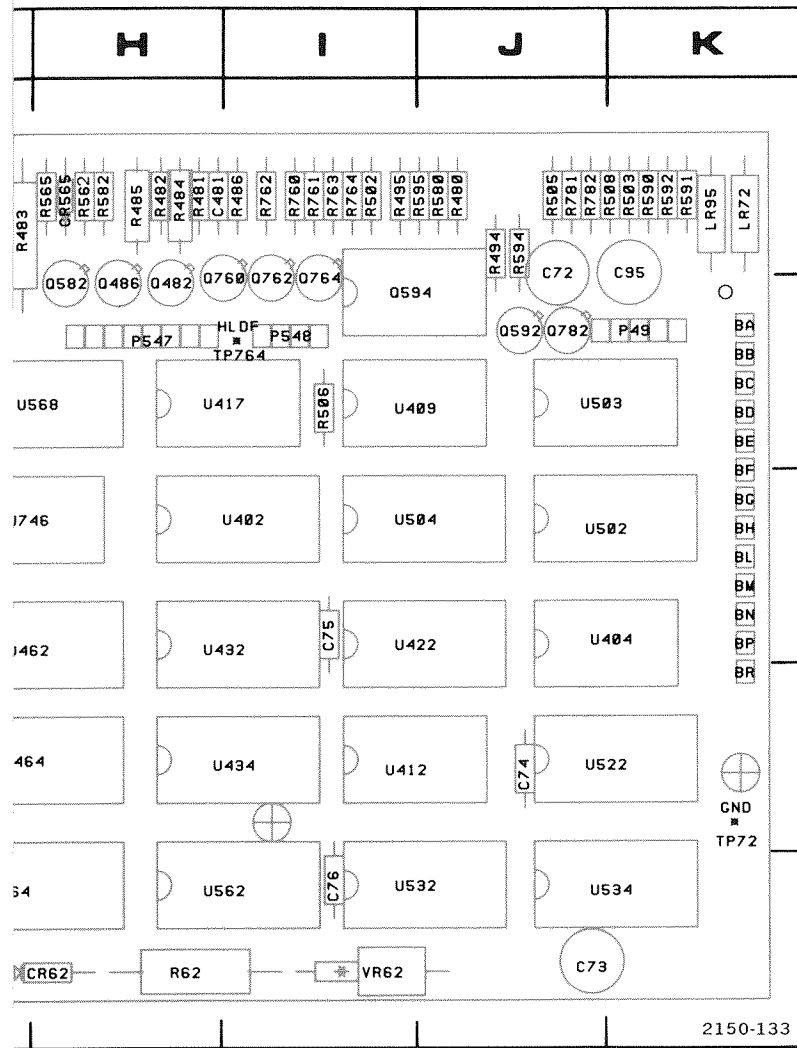 H I J K
R483 R565 CR565 R562 R582 R485 R482 R484 R481 C481 R486 R762 R760 R761 R763 R764 R502 R495 R595 R580 R480 R505 R781 R782 R508 R503 R590 R592 R591 LR95 LR72
R494 R594
Q582 Q486 Q482 Q760 Q762 Q764 Q594 C72 C95
P547 HLDF P548 Q592 Q782 P49 BA
TP764
BB
BC
U568 U417 R506 U409 U503 BD
BE
BF
BG
U746 U402 U504 U502 BH
BL
BM
BN
U462 U432 C75 U422 U404 BP
BR
464 U434 U412 C74 U522
GND
TP72
64 U562 C76 U532 U534
CR62 R62 VR62 C73
2150-133